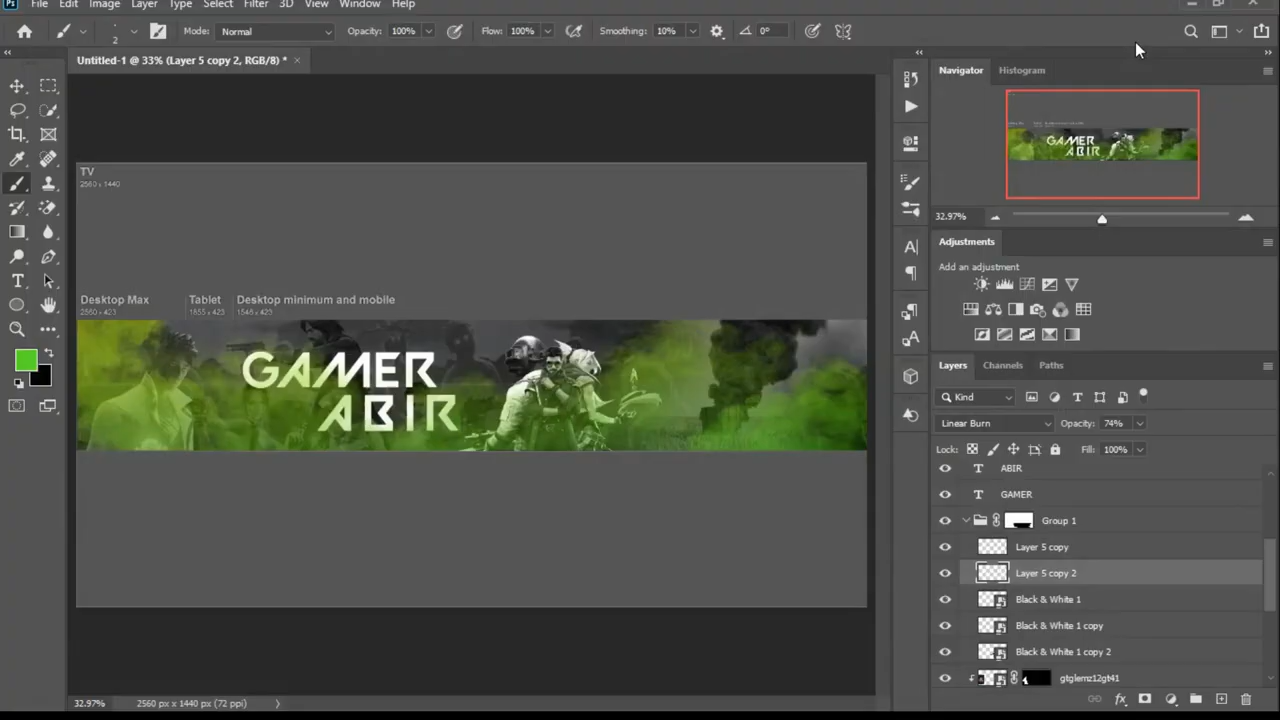 File Edit Image Layer Type Select Filter 3D View Window Help
2 Mode: Normal Opacity: 100% Flow: 100% Smoothing: 10% 0°
Untitled-1 @ 33% (Layer 5 copy 2, RGB/8) *
Navigator Histogram
TV
2560 x 1440
32.97%
Adjustments
Add an adjustment
Desktop Max Tablet Desktop minimum and mobile
2560 x 423 1855 x 423 1546 x 423
GAMER
ABIR
Layers Channels Paths
Kind
Linear Burn Opacity: 74%
Lock: Fill: 100%
ABIR
GAMER
Group 1
Layer 5 copy
Layer 5 copy 2
Black & White 1
Black & White 1 copy
Black & White 1 copy 2
gtglemz12gt41
32.97% 2560 px x 1440 px (72 ppi)